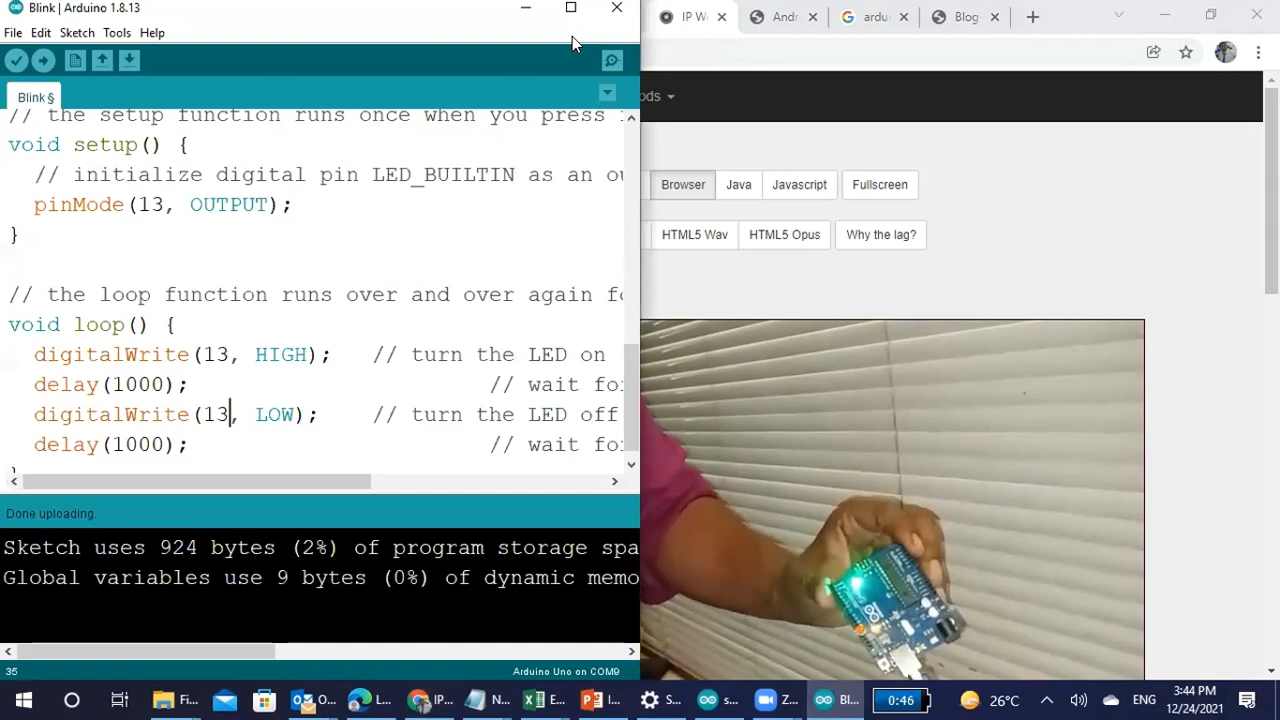 Blink | Arduino 1.8.13
File Edit Sketch Tools Help
Blink §
// the setup function runs once when you press
void setup() {
// initialize digital pin LED_BUILTIN as an
pinMode(13, OUTPUT);
}
// the loop function runs over and over again
void loop() {
digitalWrite(13, HIGH); // turn the LED on
delay(1000); // wait
digitalWrite(13, LOW); // turn the LED off
delay(1000); // wait
Done uploading.
Sketch uses 924 bytes (2%) of program storage spa
Global variables use 9 bytes (0%) of dynamic memo
35
Arduino Uno on COM9
IP W
Andr
ardu
Blog
ods
Browser Java Javascript Fullscreen
HTML5 Wav HTML5 Opus Why the lag?
Fi...
O...
L...
IP...
N...
E...
I...
S...
s...
Z...
Bl...
0:46
26°C
ENG
3:44 PM
12/24/2021